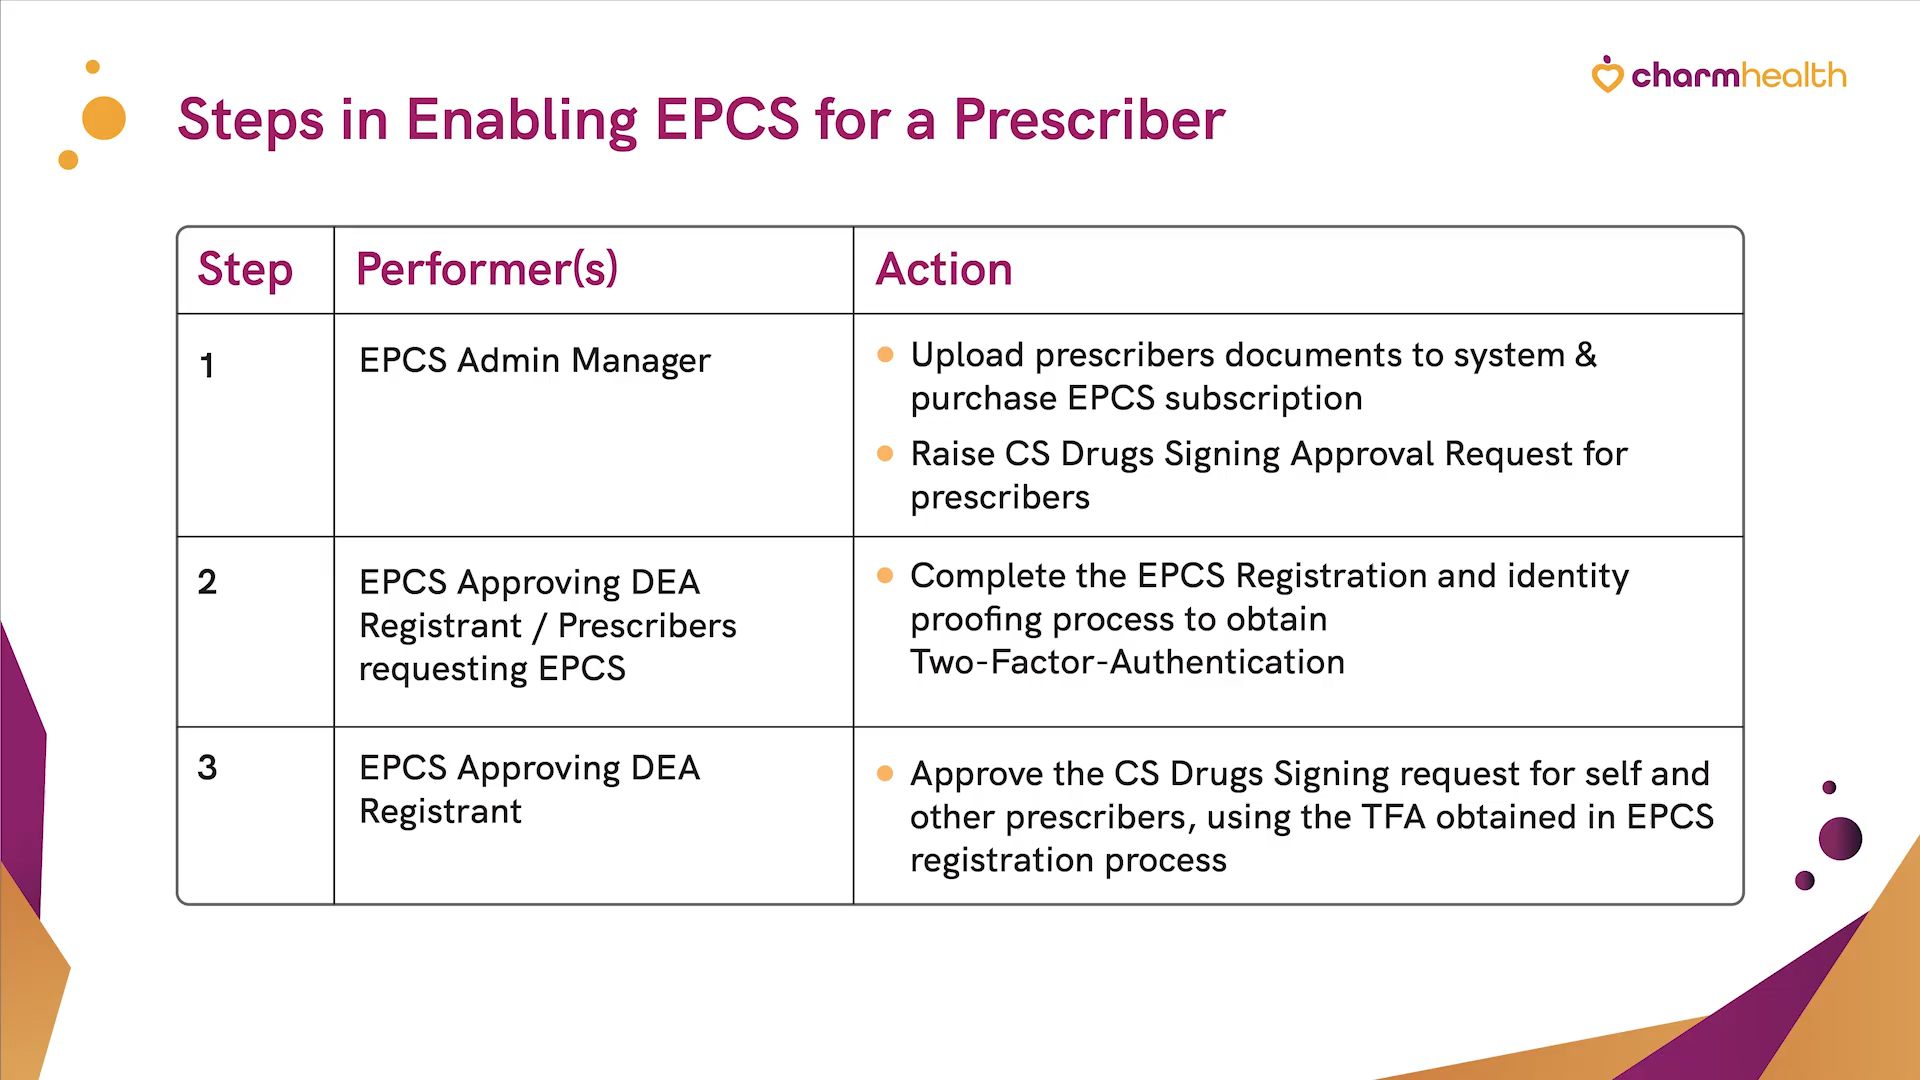 charmhealth
Steps in Enabling EPCS for a Prescriber
Step
Performer(s)
Action
1
EPCS Admin Manager
Upload prescribers documents to system &
purchase EPCS subscription
Raise CS Drugs Signing Approval Request for
prescribers
2
EPCS Approving DEA
Registrant / Prescribers
requesting EPCS
Complete the EPCS Registration and identity
proofing process to obtain
Two-Factor-Authentication
3
EPCS Approving DEA
Registrant
Approve the CS Drugs Signing request for self and
other prescribers, using the TFA obtained in EPCS
registration process